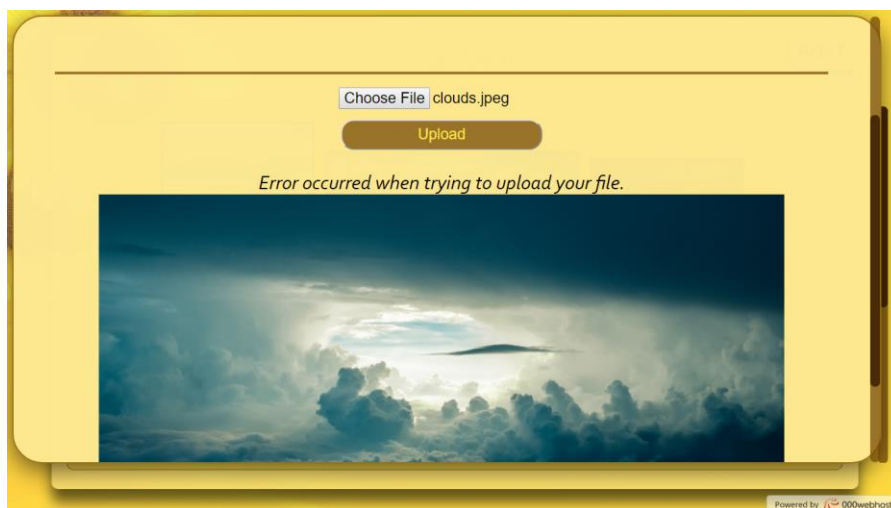 Choose File clouds.jpeg
Upload
Error occurred when trying to upload your file.
Powered by 000webhost